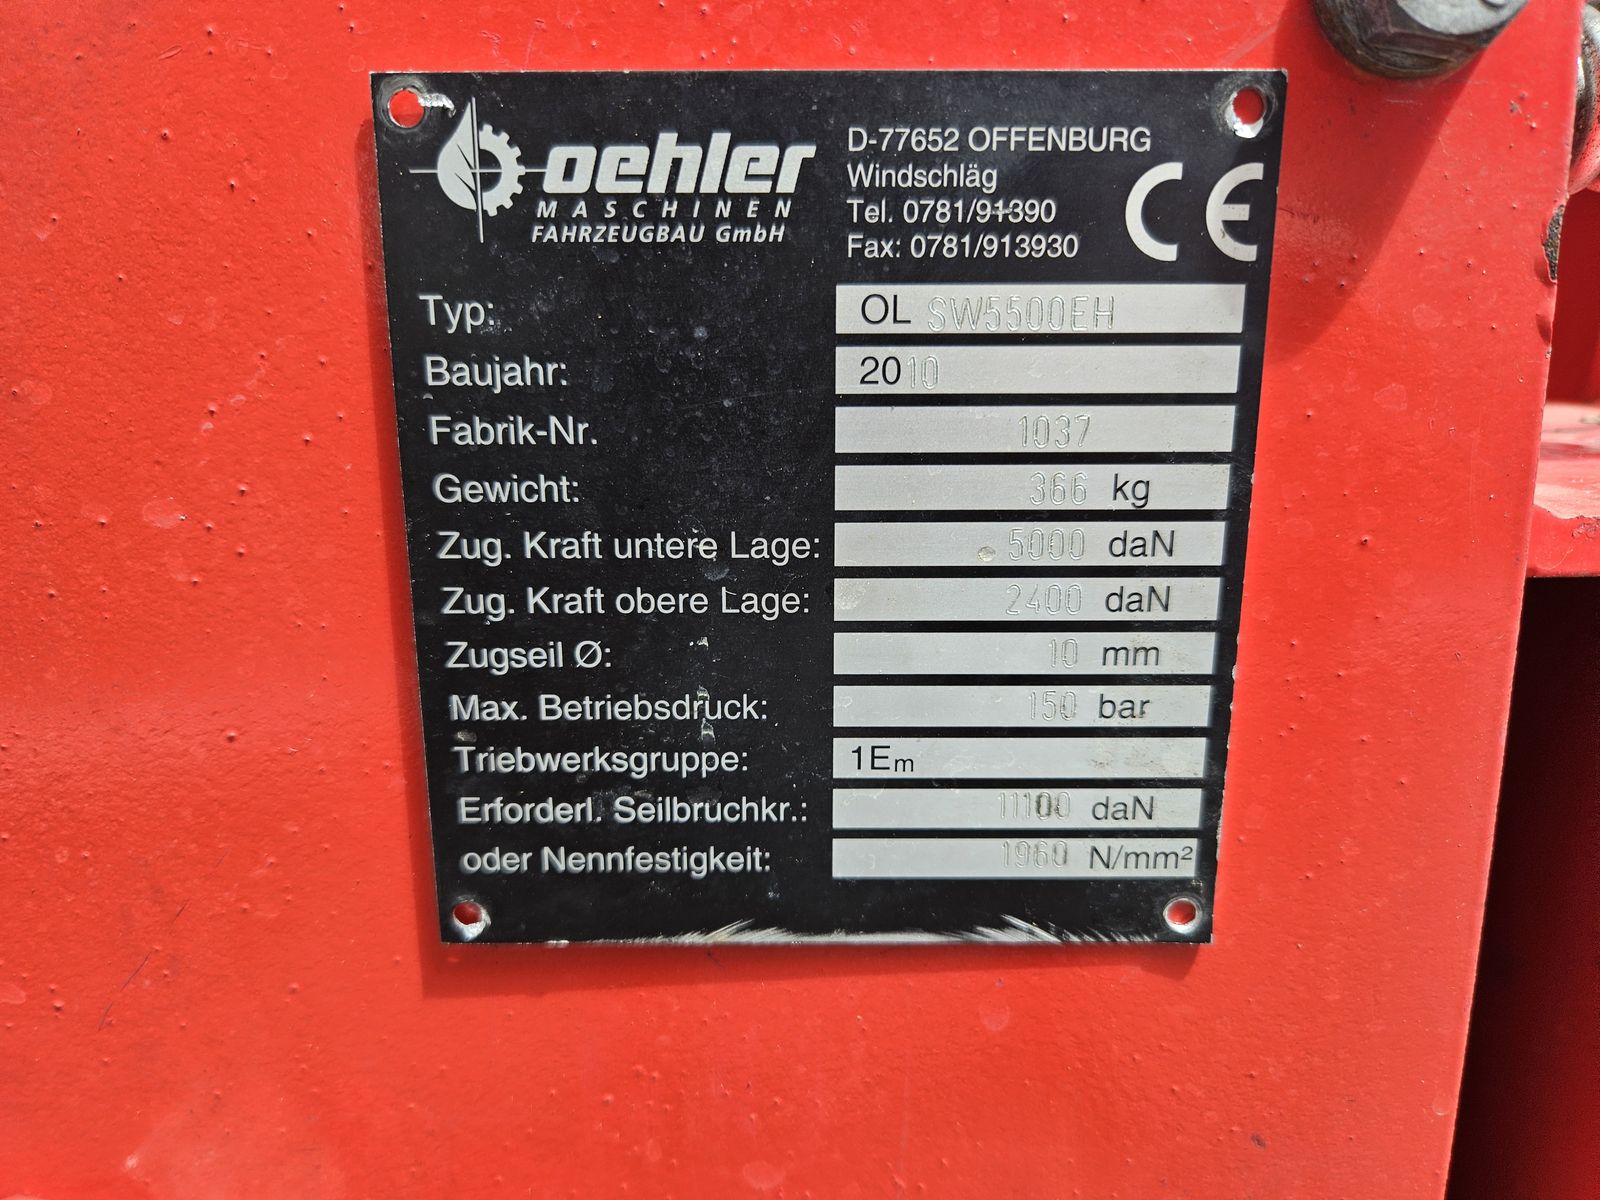 oehler
MASCHINEN
FAHRZEUGBAU GmbH
D-77652 OFFENBURG
Windschläg
Tel. 0781/91390
Fax: 0781/913930
CE
Typ: OL SW5500EH
Baujahr: 2010
Fabrik-Nr. 1037
Gewicht: 366 kg
Zug. Kraft untere Lage: 5000 daN
Zug. Kraft obere Lage: 2400 daN
Zugseil Ø: 10 mm
Max. Betriebsdruck: 150 bar
Triebwerksgruppe: 1Em
Erforderl. Seilbruchkr.: 11100 daN
oder Nennfestigkeit: 1960 N/mm²